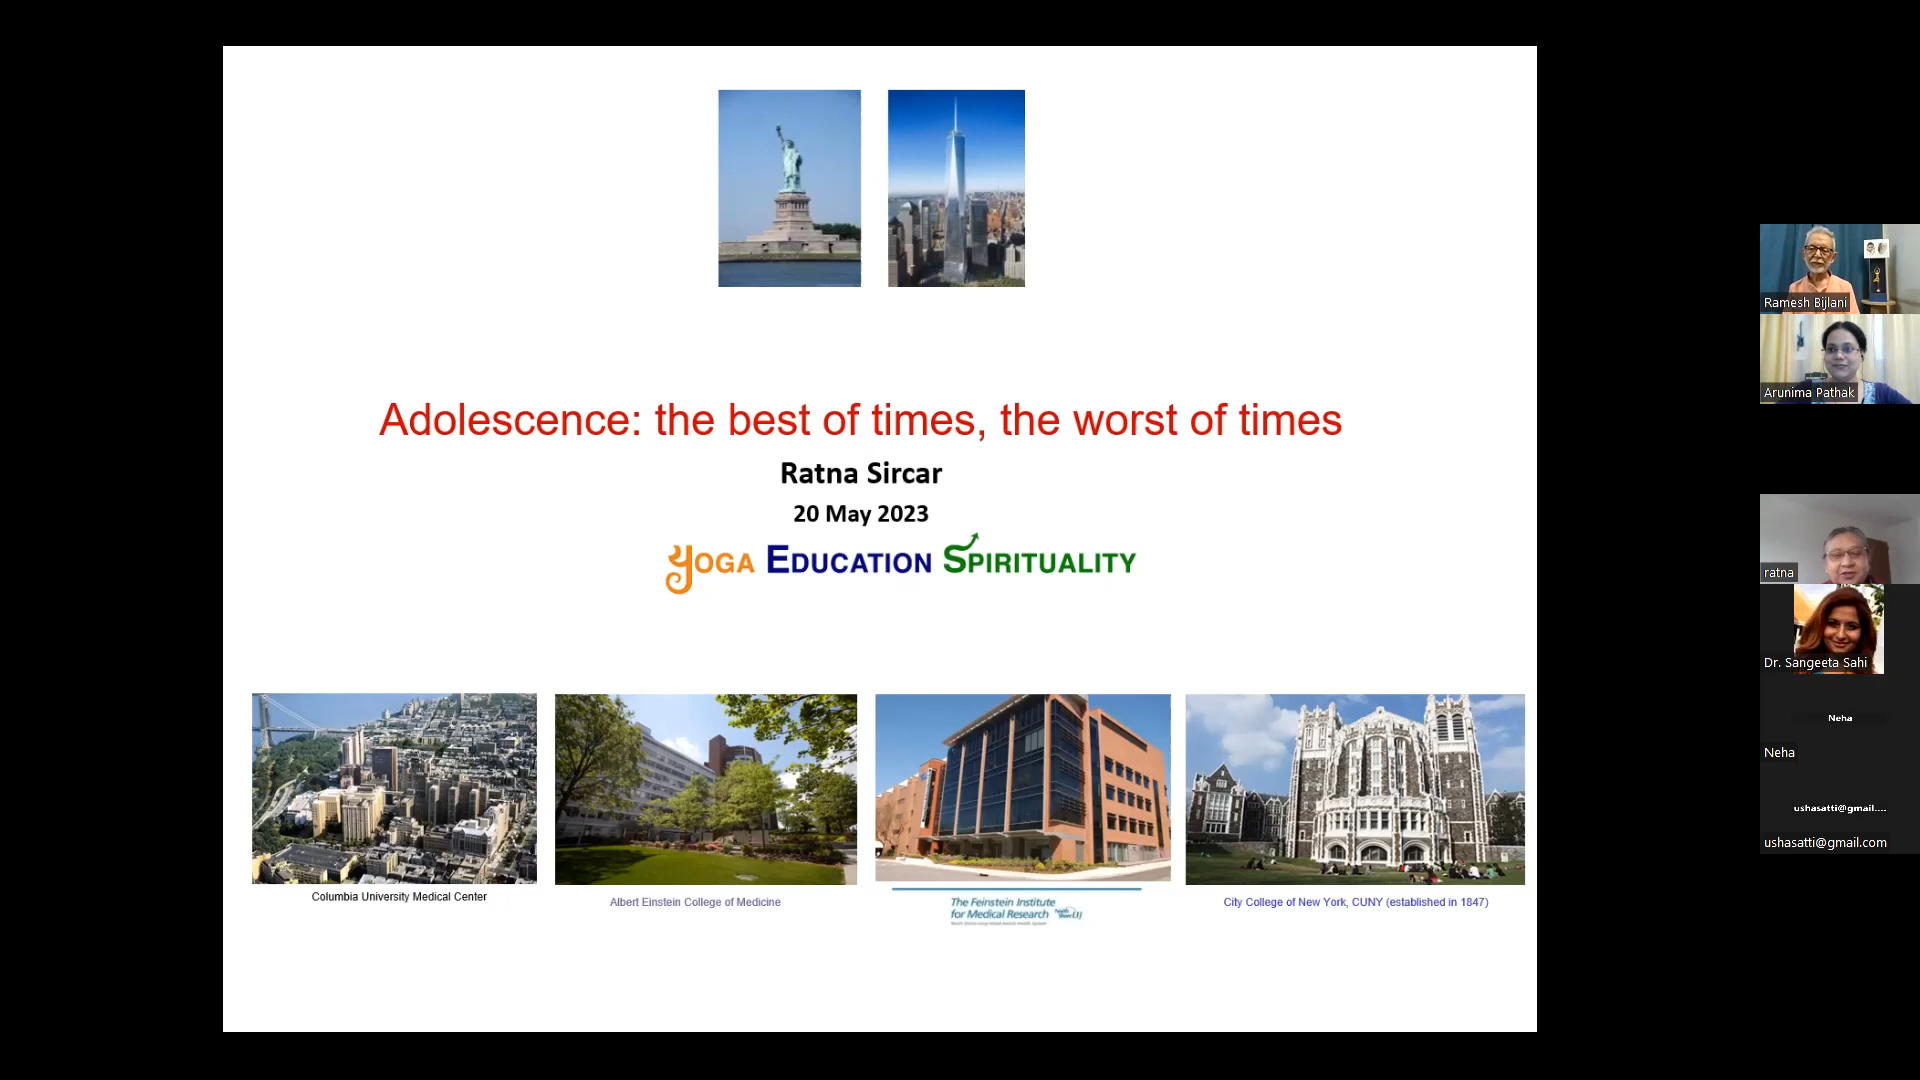 Adolescence: the best of times, the worst of times
Ratna Sircar
20 May 2023
YOGA EDUCATION SPIRITUALITY
Columbia University Medical Center
Albert Einstein College of Medicine
The Feinstein Institute
for Medical Research
City College of New York, CUNY (established in 1847)
Ramesh Bijlani
Arunima Pathak
ratna
Dr. Sangeeta Sahi
Neha
Neha
ushasatti@gmail....
ushasatti@gmail.com